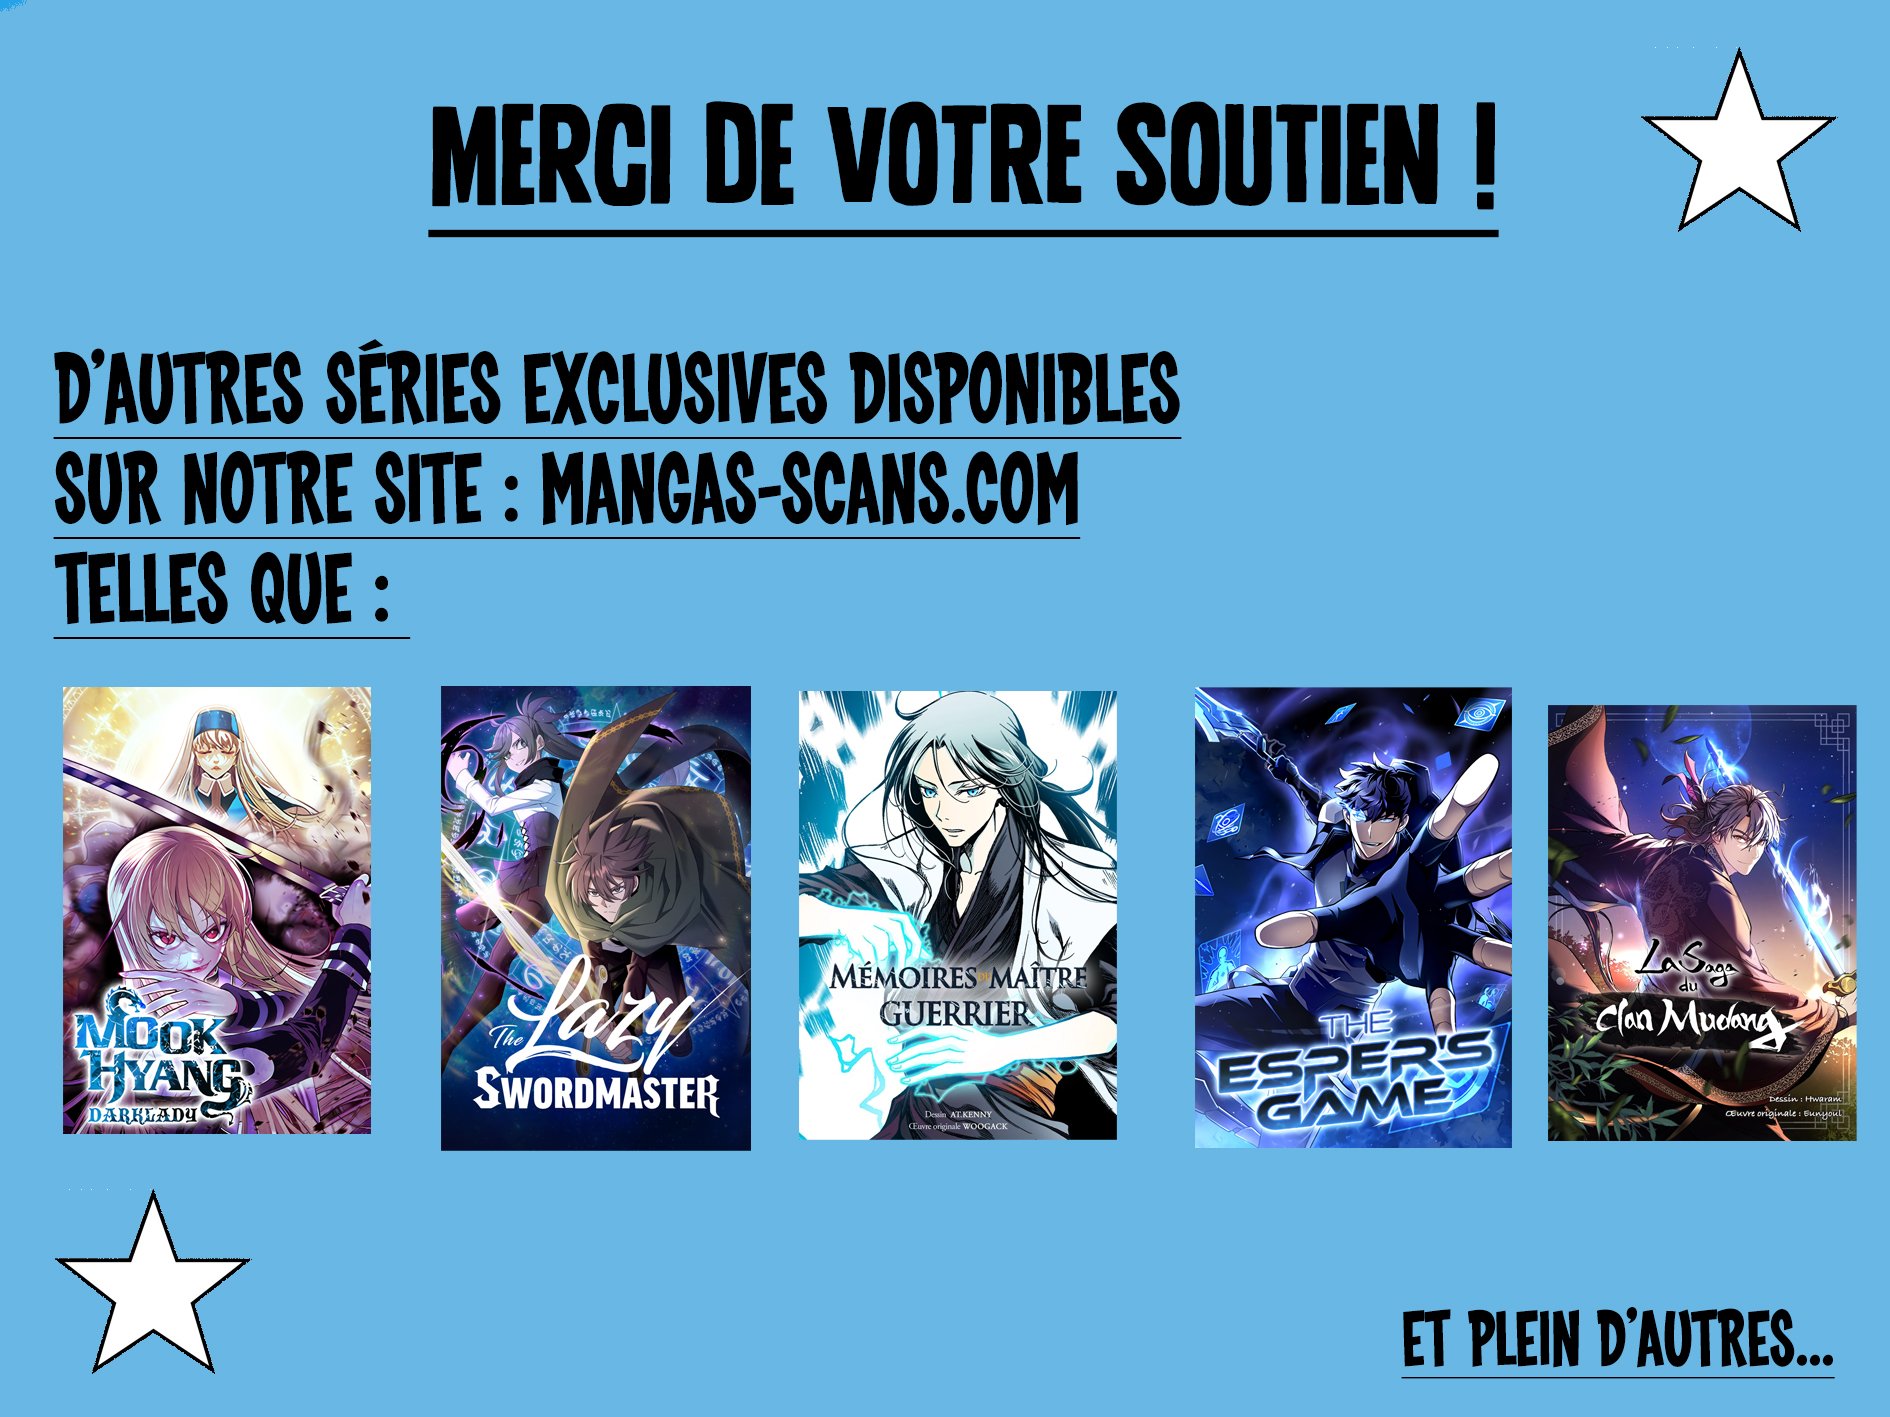 MERCI DE VOTRE SOUTIEN !
D'AUTRES SÉRIES EXCLUSIVES DISPONIBLES
SUR NOTRE SITE : MANGAS-SCANS.COM
TELLES QUE :
MOOK
HYANG
DARKLADY
The Lazy
SWORDMASTER
MÉMOIRES DU MAÎTRE
GUERRIER
Dessin AT.KENNY
Œuvre originale WOOGACK
THE
ESPER'S
GAME
La Saga
du
Clan Mudang
Dessin : Hwaram
Œuvre originale : Eunyoul
ET PLEIN D'AUTRES...